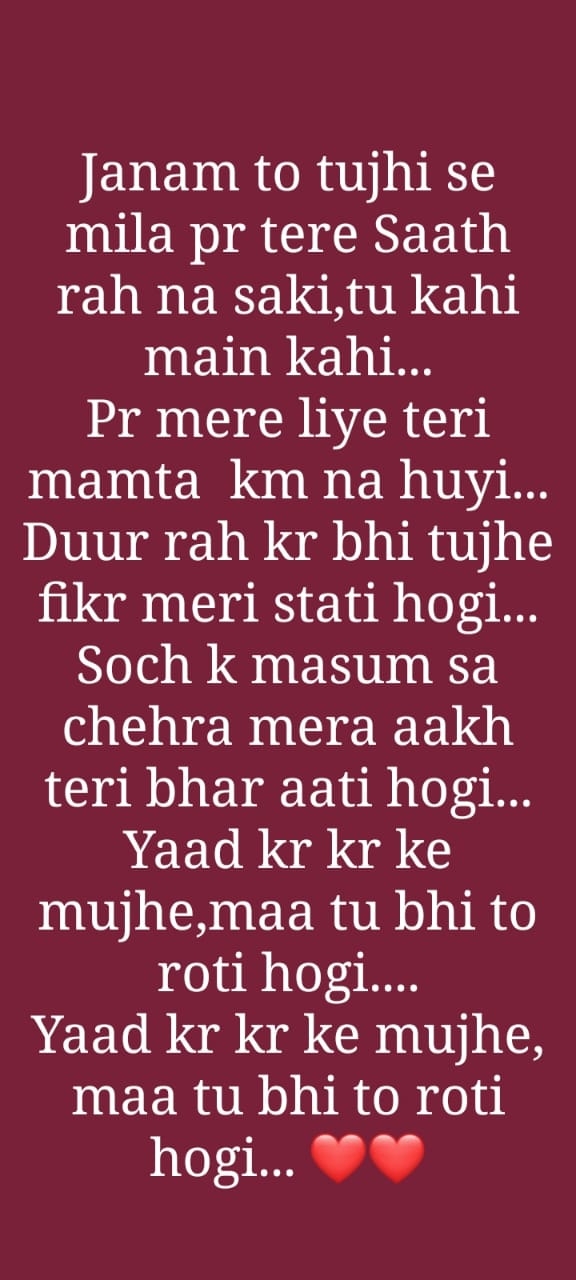 Janam to tujhi se
mila pr tere Saath
rah na saki,tu kahi
main kahi...
Pr mere liye teri
mamta  km na huyi...
Duur rah kr bhi tujhe
fikr meri stati hogi...
Soch k masum sa
chehra mera aakh
teri bhar aati hogi...
Yaad kr kr ke
mujhe,maa tu bhi to
roti hogi....
Yaad kr kr ke mujhe,
maa tu bhi to roti
hogi... ❤️❤️